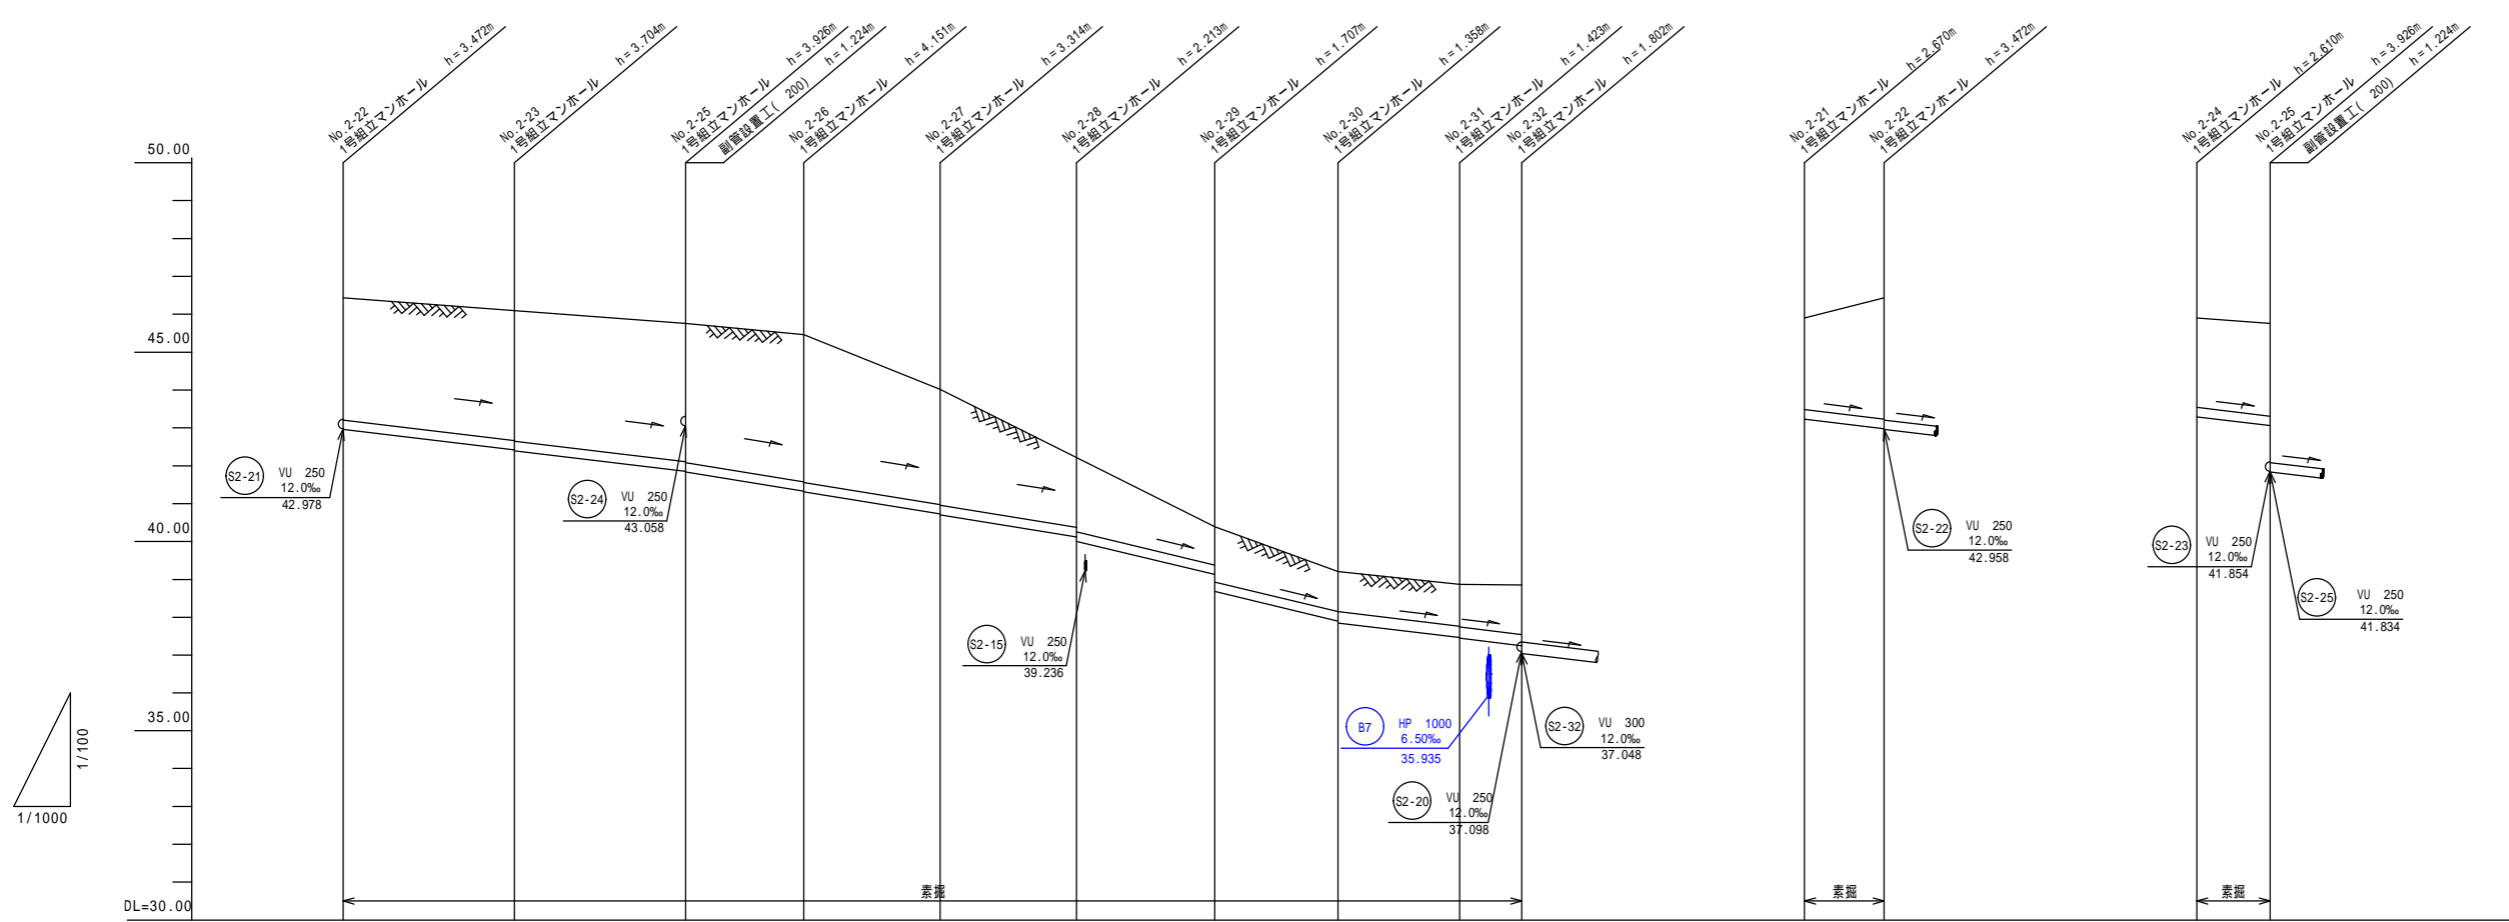 No.2-22
1号組立マンホール h=3.472m
No.2-23
1号組立マンホール h=3.704m
No.2-25
1号組立マンホール h=3.926m
副管設置工( 200) h=1.224m
No.2-26
1号組立マンホール h=4.151m
No.2-27
1号組立マンホール h=3.314m
No.2-28
1号組立マンホール h=2.213m
No.2-29
1号組立マンホール h=1.707m
No.2-30
1号組立マンホール h=1.358m
No.2-31
1号組立マンホール h=1.423m
No.2-32
1号組立マンホール h=1.802m
No.2-21
1号組立マンホール h=2.670m
No.2-22
1号組立マンホール h=3.472m
No.2-24
1号組立マンホール h=2.610m
No.2-25
1号組立マンホール h=3.926m
副管設置工( 200) h=1.224m
50.00
45.00
40.00
35.00
DL=30.00
1/100
1/1000
S2-21 VU 250
12.0‰
42.978
S2-24 VU 250
12.0‰
43.058
S2-15 VU 250
12.0‰
39.236
B7 HP 1000
6.50‰
35.935
S2-20 VU 250
12.0‰
37.098
S2-32 VU 300
12.0‰
37.048
S2-22 VU 250
12.0‰
42.958
S2-23 VU 250
12.0‰
41.854
S2-25 VU 250
12.0‰
41.834
素掘
素掘
素掘